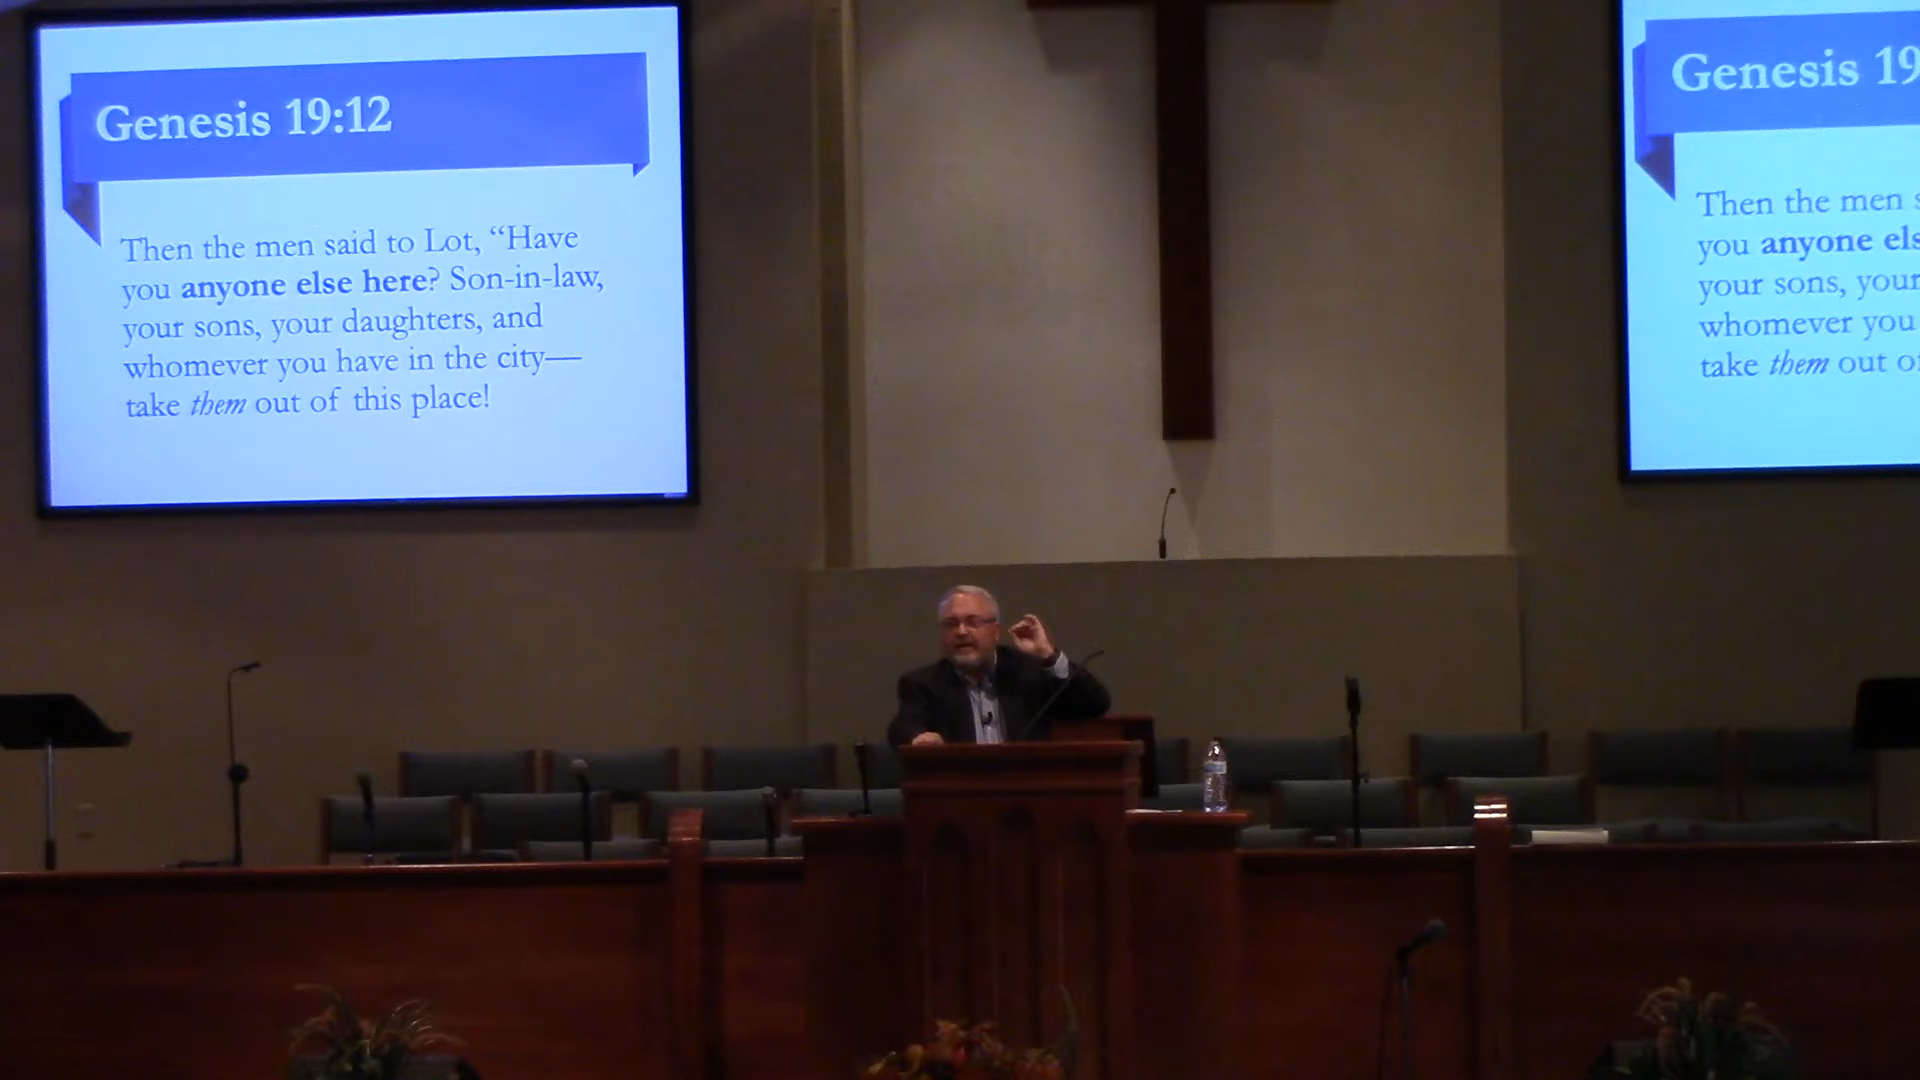 Genesis 19:12
Then the men said to Lot, “Have
you anyone else here? Son-in-law,
your sons, your daughters, and
whomever you have in the city—
take them out of this place!
Genesis 19
Then the men
you anyone els
your sons, your
whomever you
take them out of